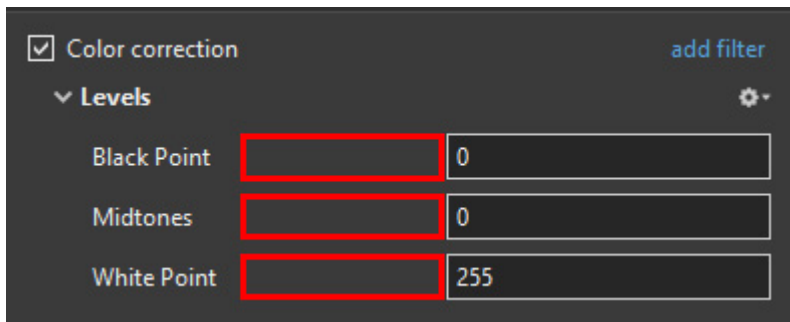 Color correction add filter
Levels
Black Point 0
Midtones 0
White Point 255